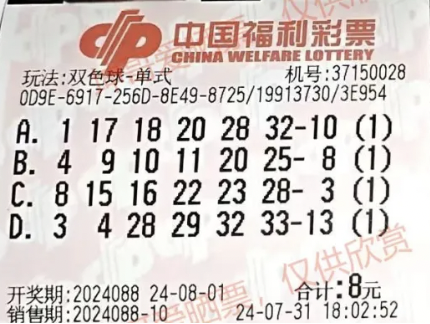 中国福利彩票
CHINA WELFARE LOTTERY
玩法:双色球-单式 机号:37150028
0D9E-6917-256D-8E49-8725/19913730/3E954
A. 1 17 18 20 28 32-10 (1)
B. 4 9 10 11 20 25- 8 (1)
C. 8 15 16 22 23 28- 3 (1)
D. 3 4 28 29 32 33-13 (1)
开奖期:2024088 24-08-01 合计:8元
销售期:2024088-10 24-07-31 18:02:52
仅供欣赏